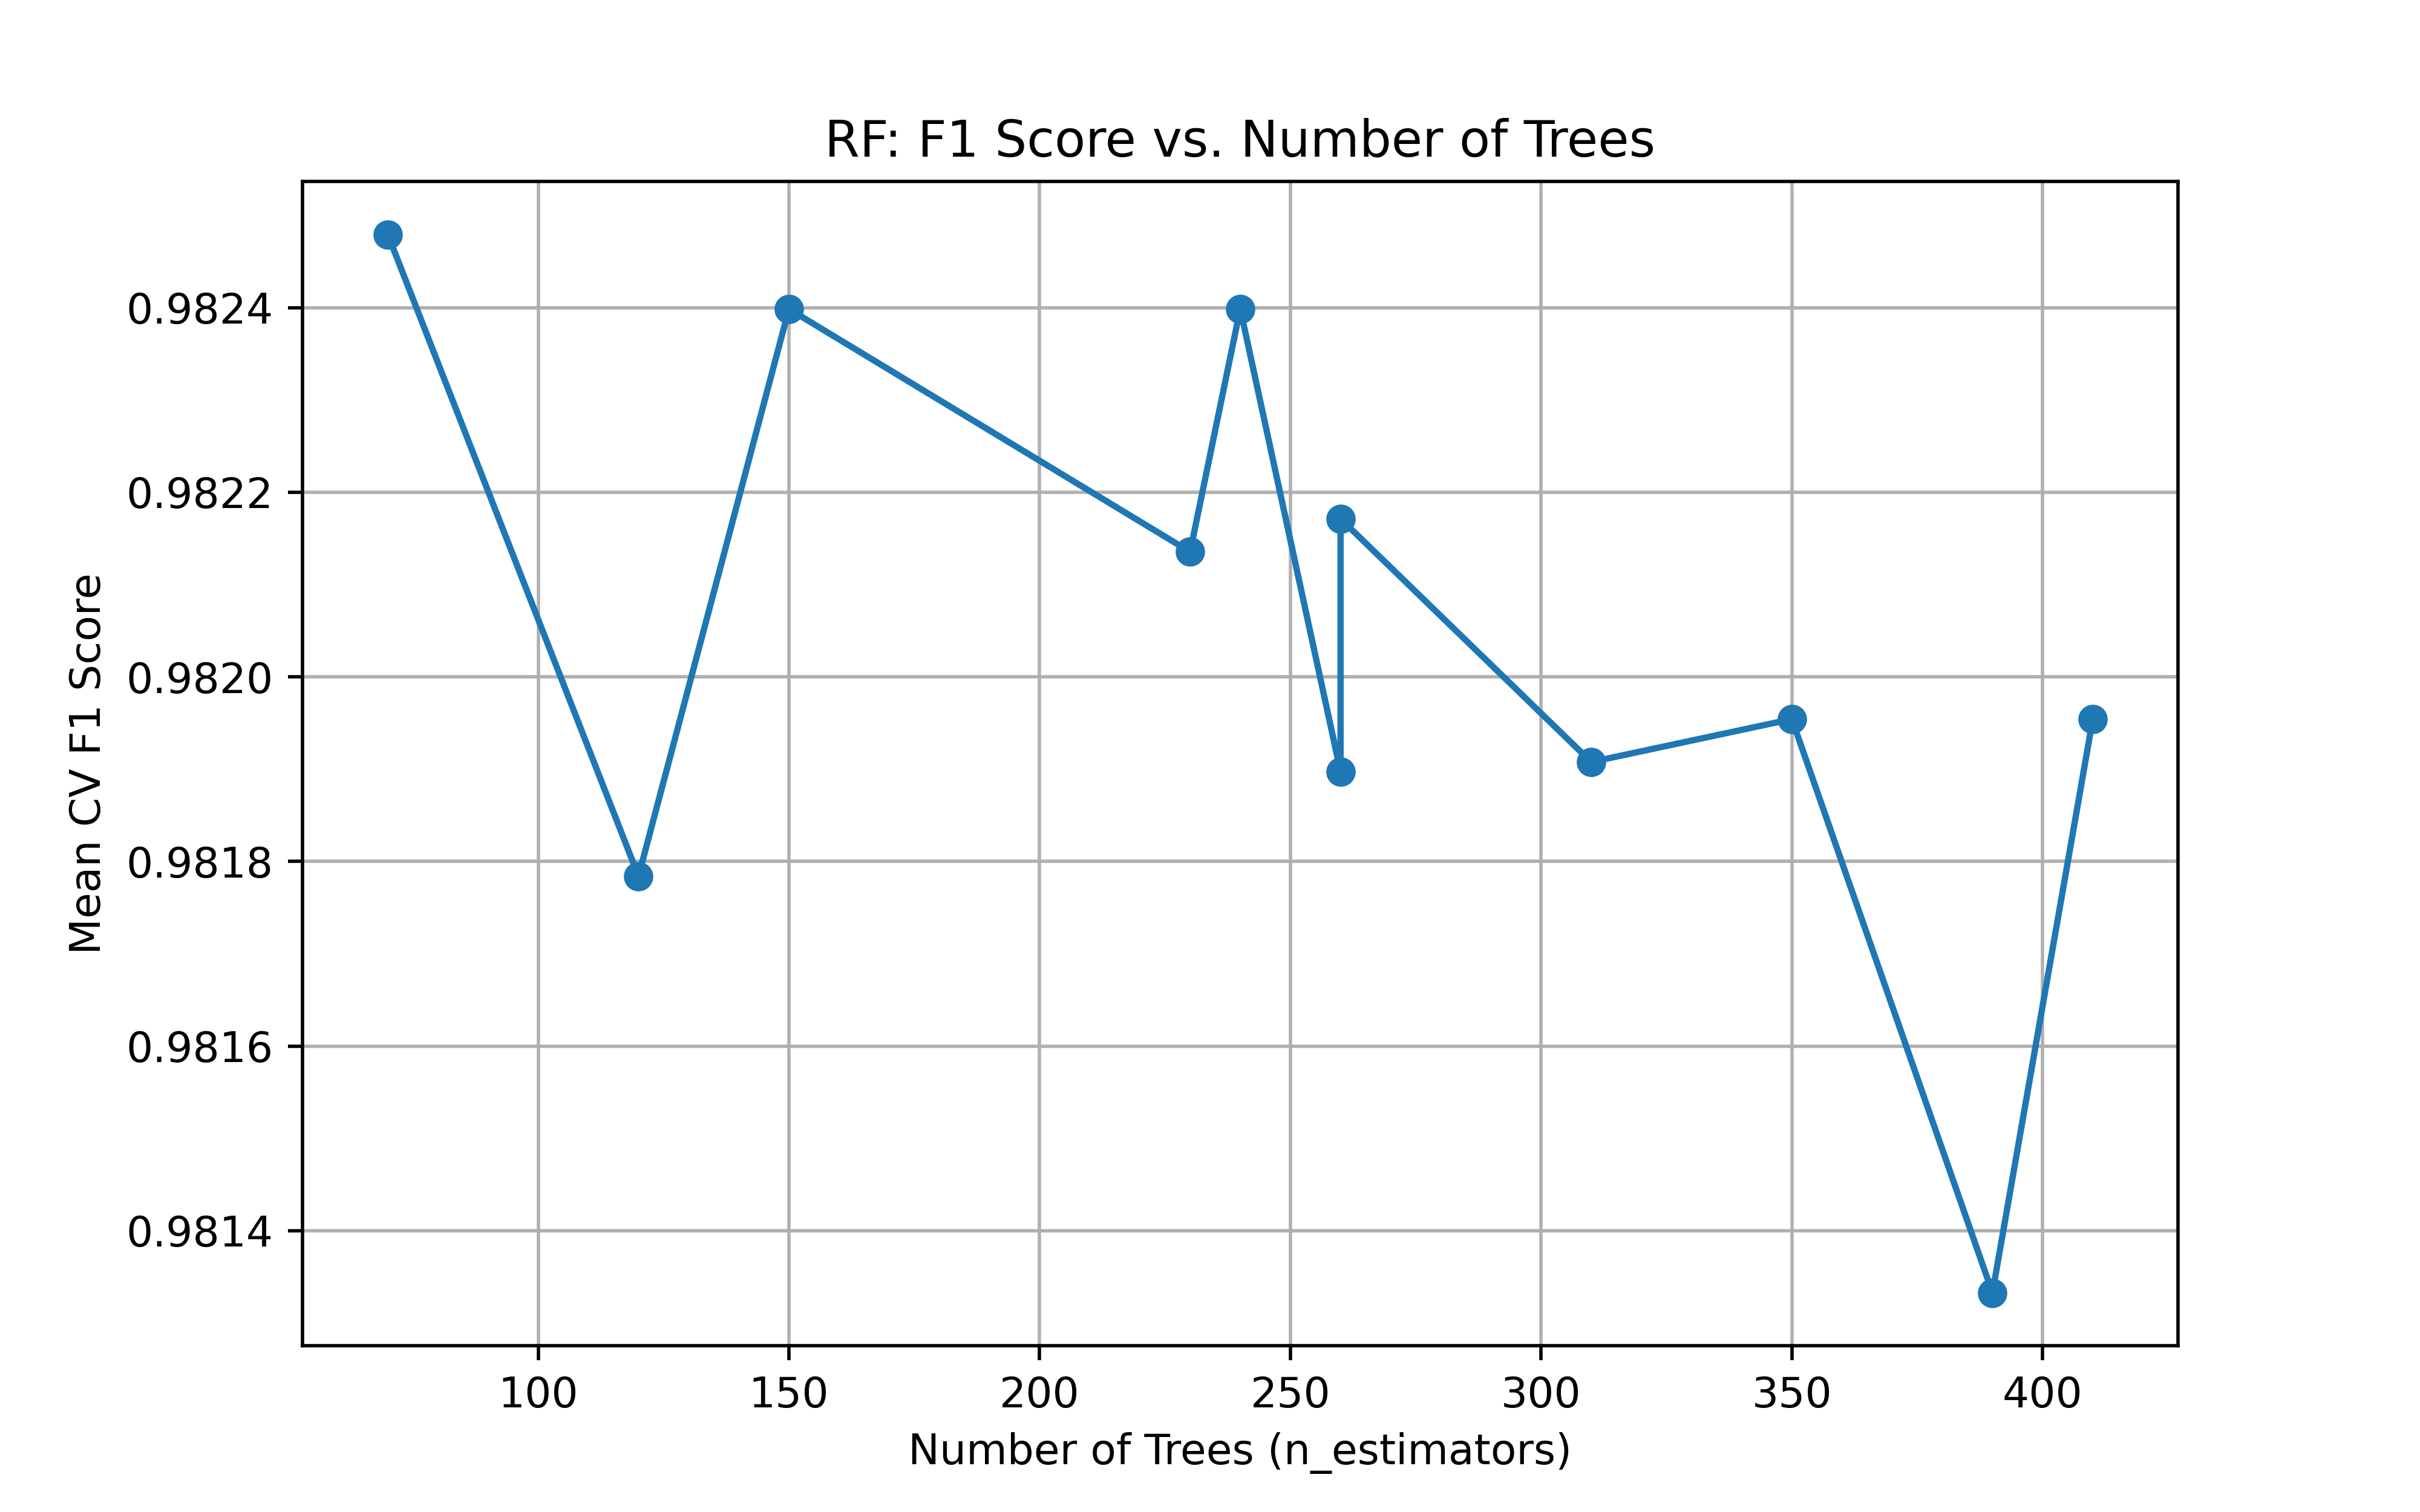 RF: F1 Score vs. Number of Trees
Mean CV F1 Score
0.9824
0.9822
0.9820
0.9818
0.9816
0.9814
100 150 200 250 300 350 400
Number of Trees (n_estimators)